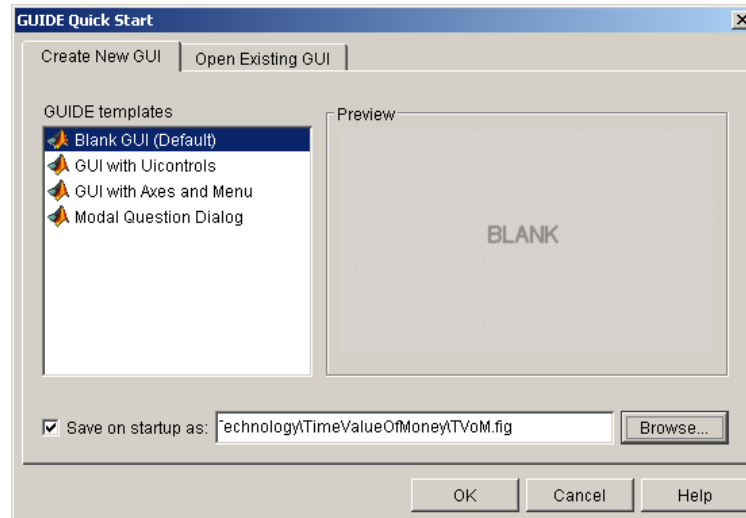 GUIDE Quick Start
Create New GUI
Open Existing GUI
GUIDE templates
Blank GUI (Default)
GUI with Uicontrols
GUI with Axes and Menu
Modal Question Dialog
Preview
BLANK
Save on startup as: echnology\TimeValueOfMoney\TVoM.fig Browse...
OK Cancel Help